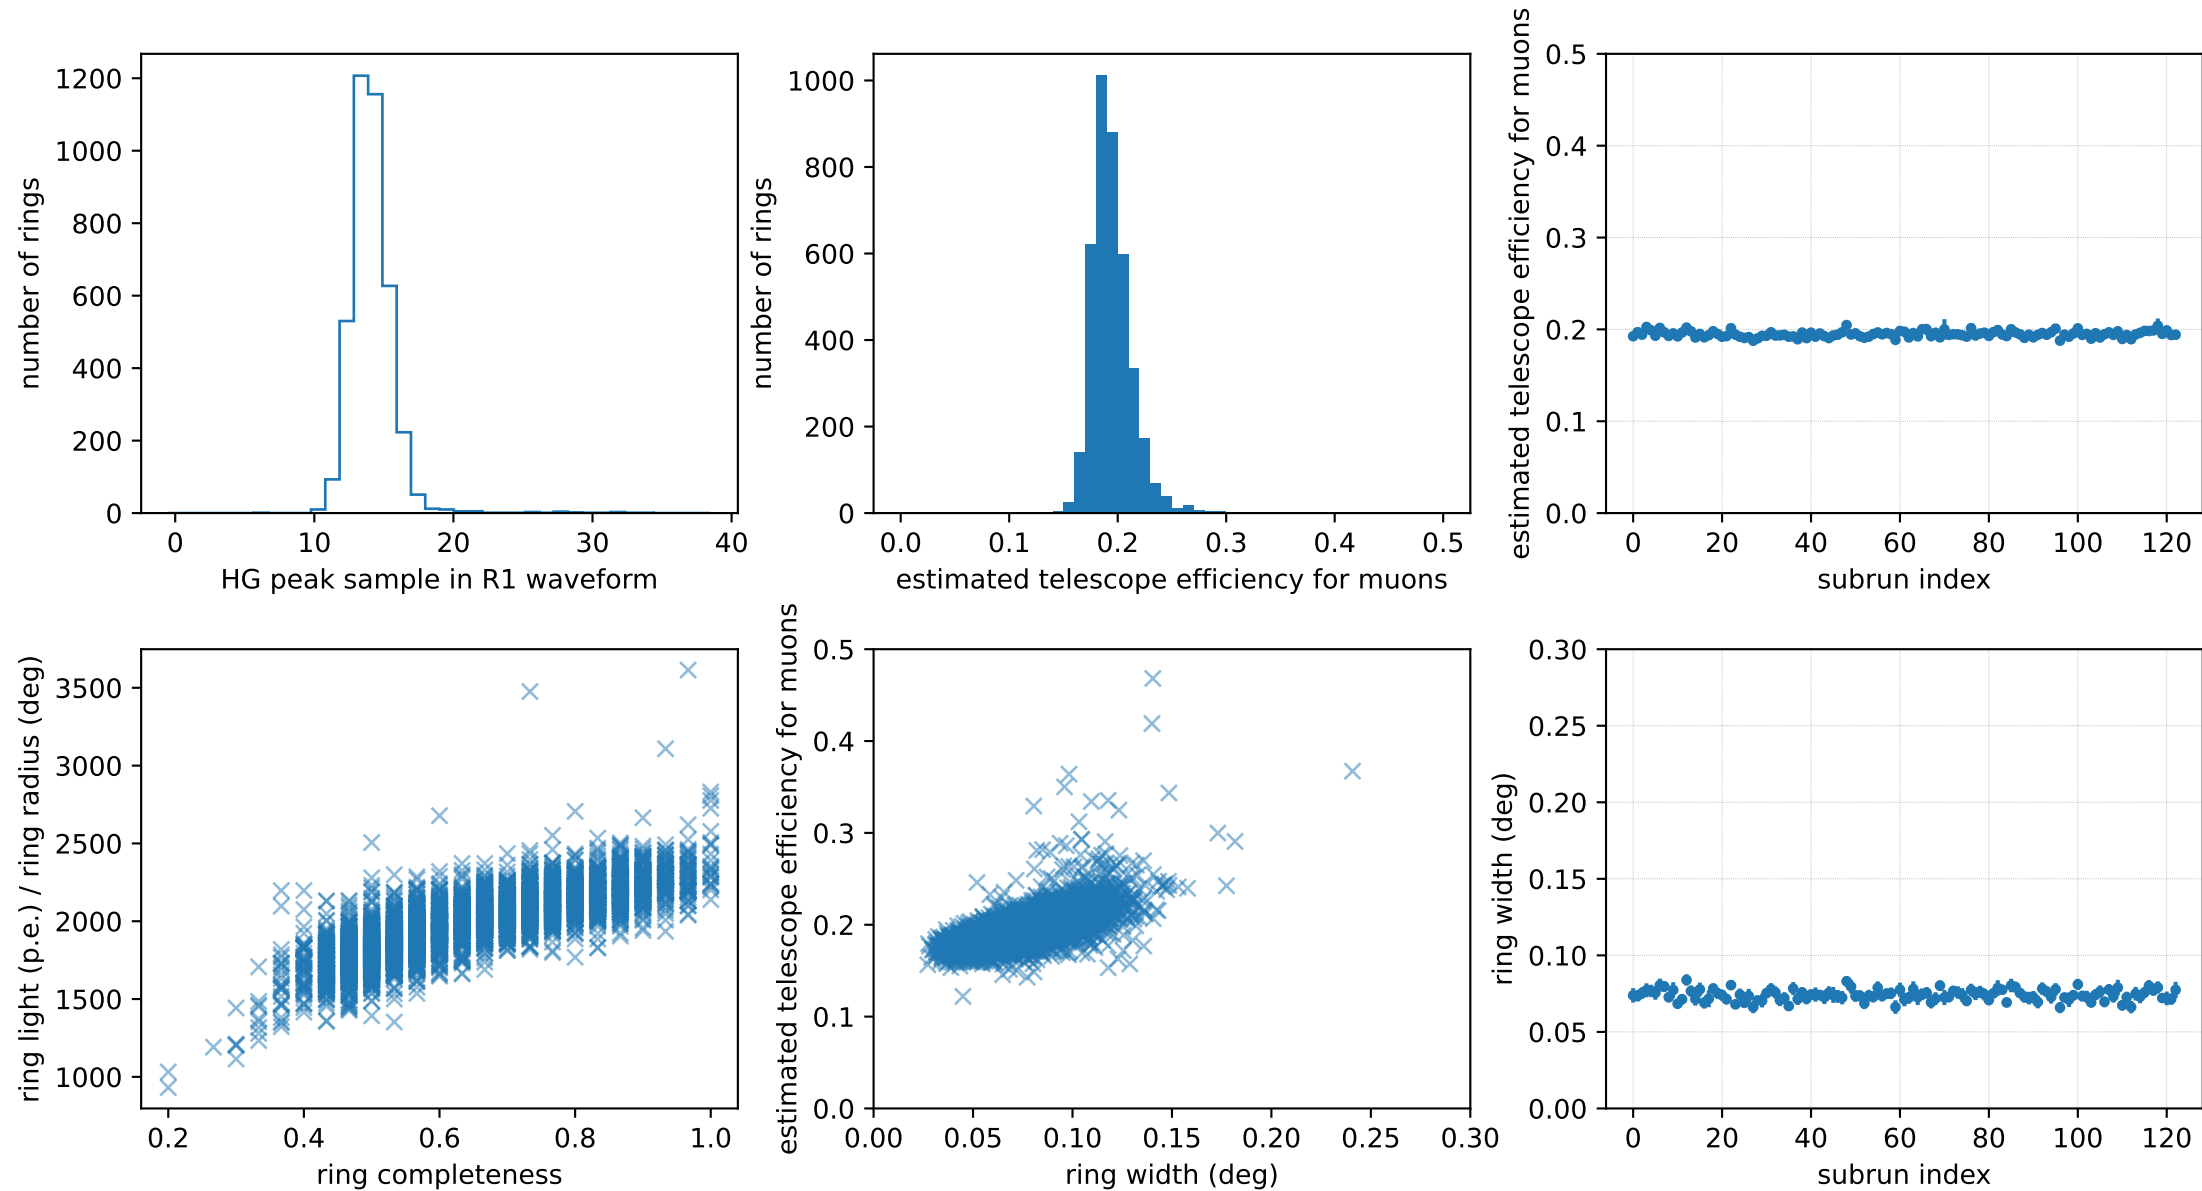 number of rings
1200
1000
800
600
400
200
0
0 10 20 30 40
HG peak sample in R1 waveform
number of rings
1000
800
600
400
200
0
0.0 0.1 0.2 0.3 0.4 0.5
estimated telescope efficiency for muons
estimated telescope efficiency for muons
0.5
0.4
0.3
0.2
0.1
0.0
0 20 40 60 80 100 120
subrun index
ring light (p.e.) / ring radius (deg)
3500
3000
2500
2000
1500
1000
0.2 0.4 0.6 0.8 1.0
ring completeness
estimated telescope efficiency for muons
0.5
0.4
0.3
0.2
0.1
0.0
0.00 0.05 0.10 0.15 0.20 0.25 0.30
ring width (deg)
ring width (deg)
0.30
0.25
0.20
0.15
0.10
0.05
0.00
0 20 40 60 80 100 120
subrun index